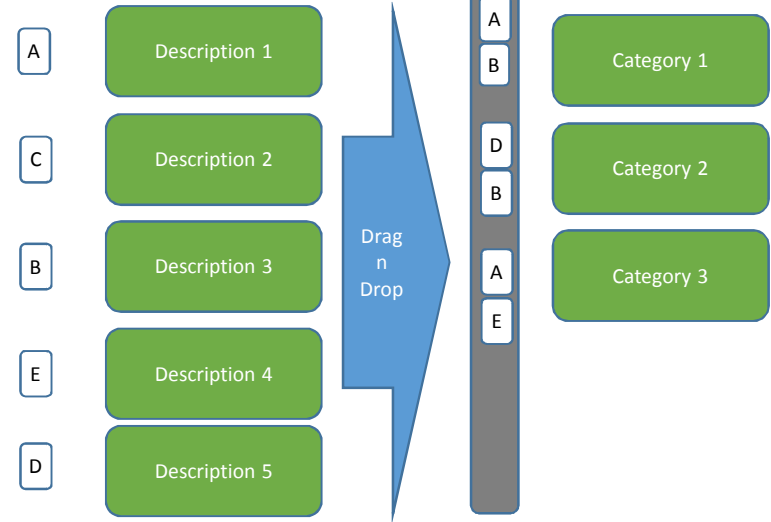 A
Description 1
C
Description 2
B
Description 3
E
Description 4
D
Description 5
Drag
n
Drop
A
B
D
B
A
E
Category 1
Category 2
Category 3